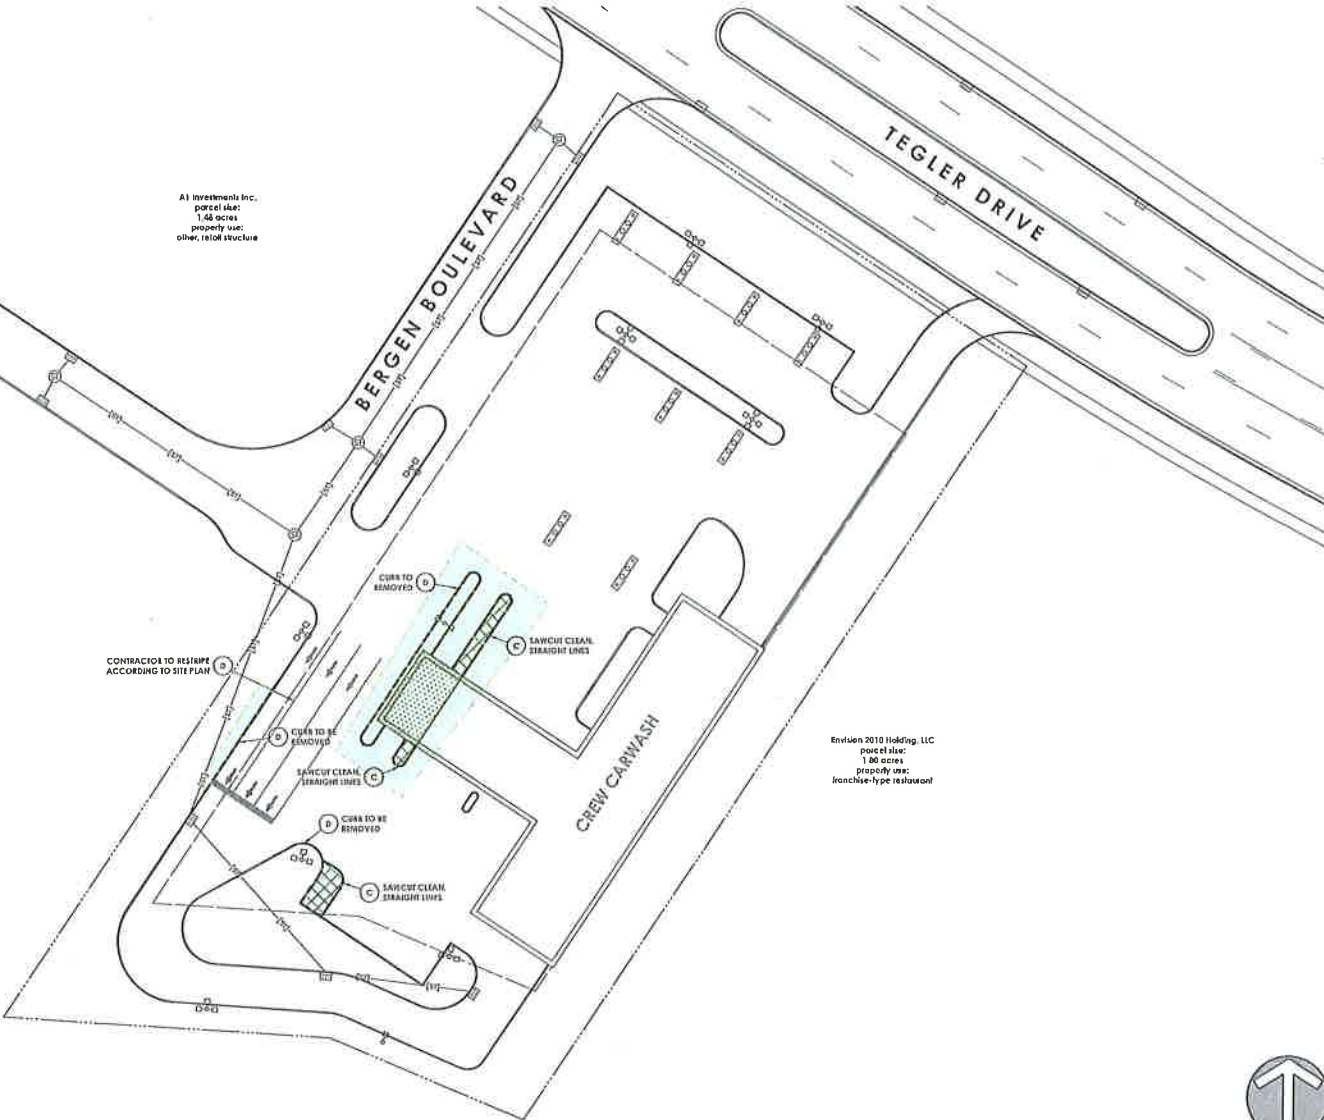 TEGLER DRIVE
BERGEN BOULEVARD
A1 Investments Inc.
parcel size:
1.48 acres
property use:
other, retail structure
CURB TO
REMOVED
D
C
SAWCUT CLEAN,
STRAIGHT LINES
CONTRACTOR TO RESTRIPE
ACCORDING TO SITE PLAN
D
D
CURB TO BE
REMOVED
SAWCUT CLEAN,
STRAIGHT LINES
C
CREW CARWASH
Envision 2010 Holding, LLC
parcel size:
1.80 acres
property use:
franchise-type restaurant
D
CURB TO BE
REMOVED
C
SAWCUT CLEAN,
STRAIGHT LINES